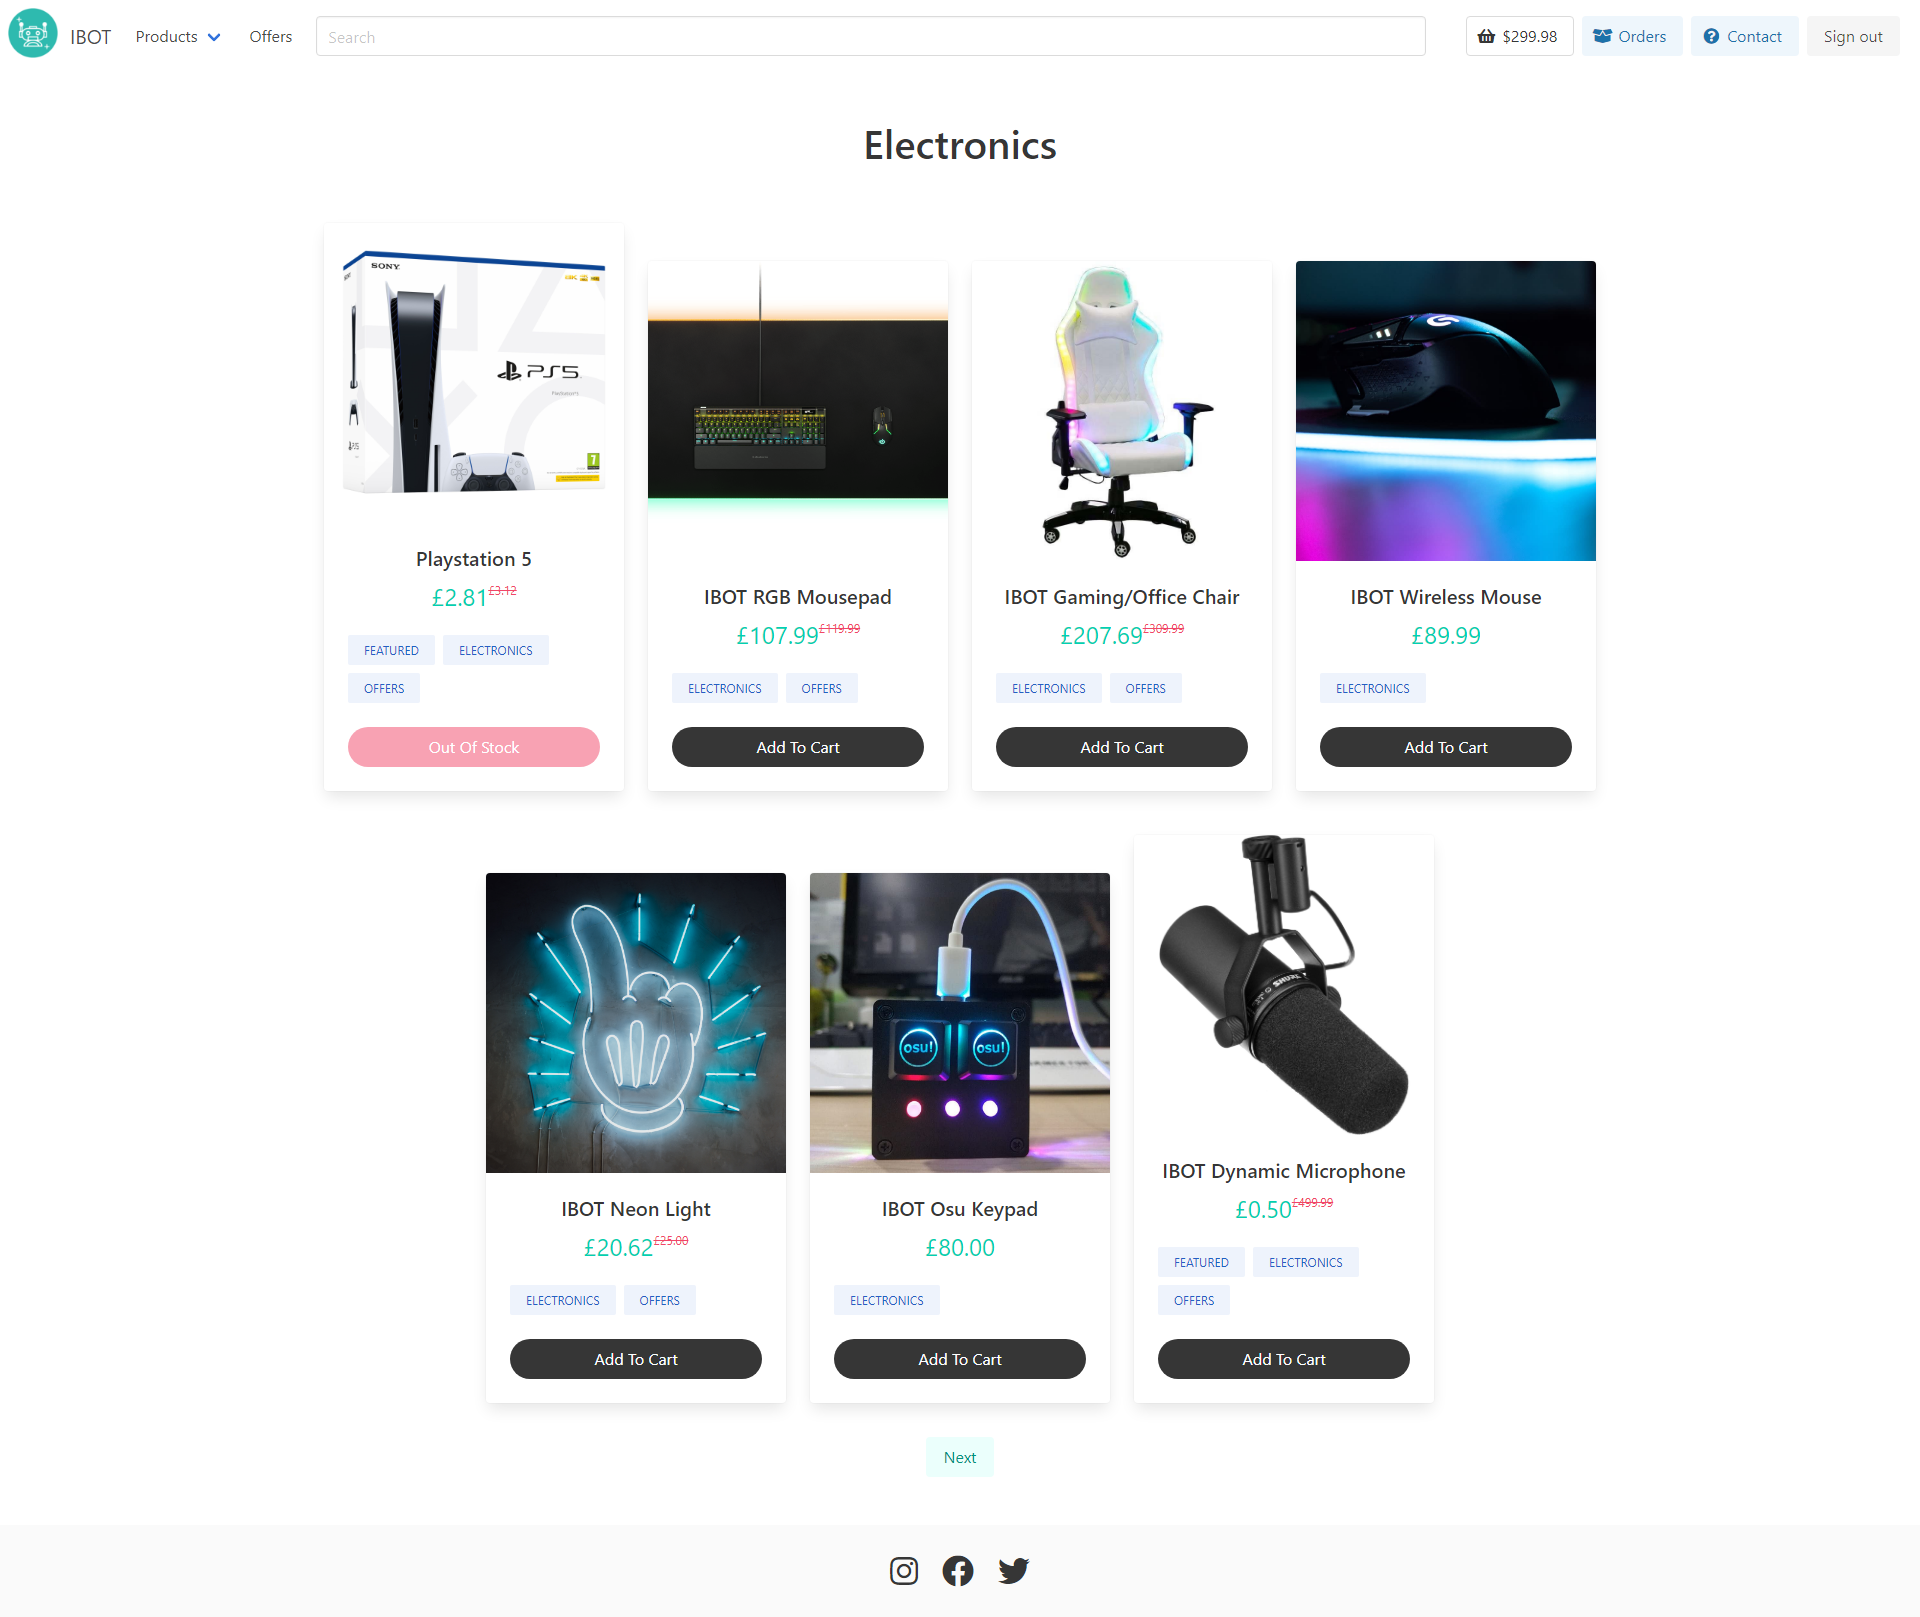 IBOT Products Offers Search $299.98 Orders Contact Sign out
Electronics
SONY
PS5
PlayStation5
7
Playstation 5
£2.81 £3.12
FEATURED ELECTRONICS
OFFERS
Out Of Stock
IBOT RGB Mousepad
£107.99 £119.99
ELECTRONICS OFFERS
Add To Cart
IBOT Gaming/Office Chair
£207.69 £309.99
ELECTRONICS OFFERS
Add To Cart
IBOT Wireless Mouse
£89.99
ELECTRONICS
Add To Cart
IBOT Neon Light
£20.62 £25.00
ELECTRONICS OFFERS
Add To Cart
osu! osu!
IBOT Osu Keypad
£80.00
ELECTRONICS
Add To Cart
SHURE
IBOT Dynamic Microphone
£0.50 £499.99
FEATURED ELECTRONICS
OFFERS
Add To Cart
Next